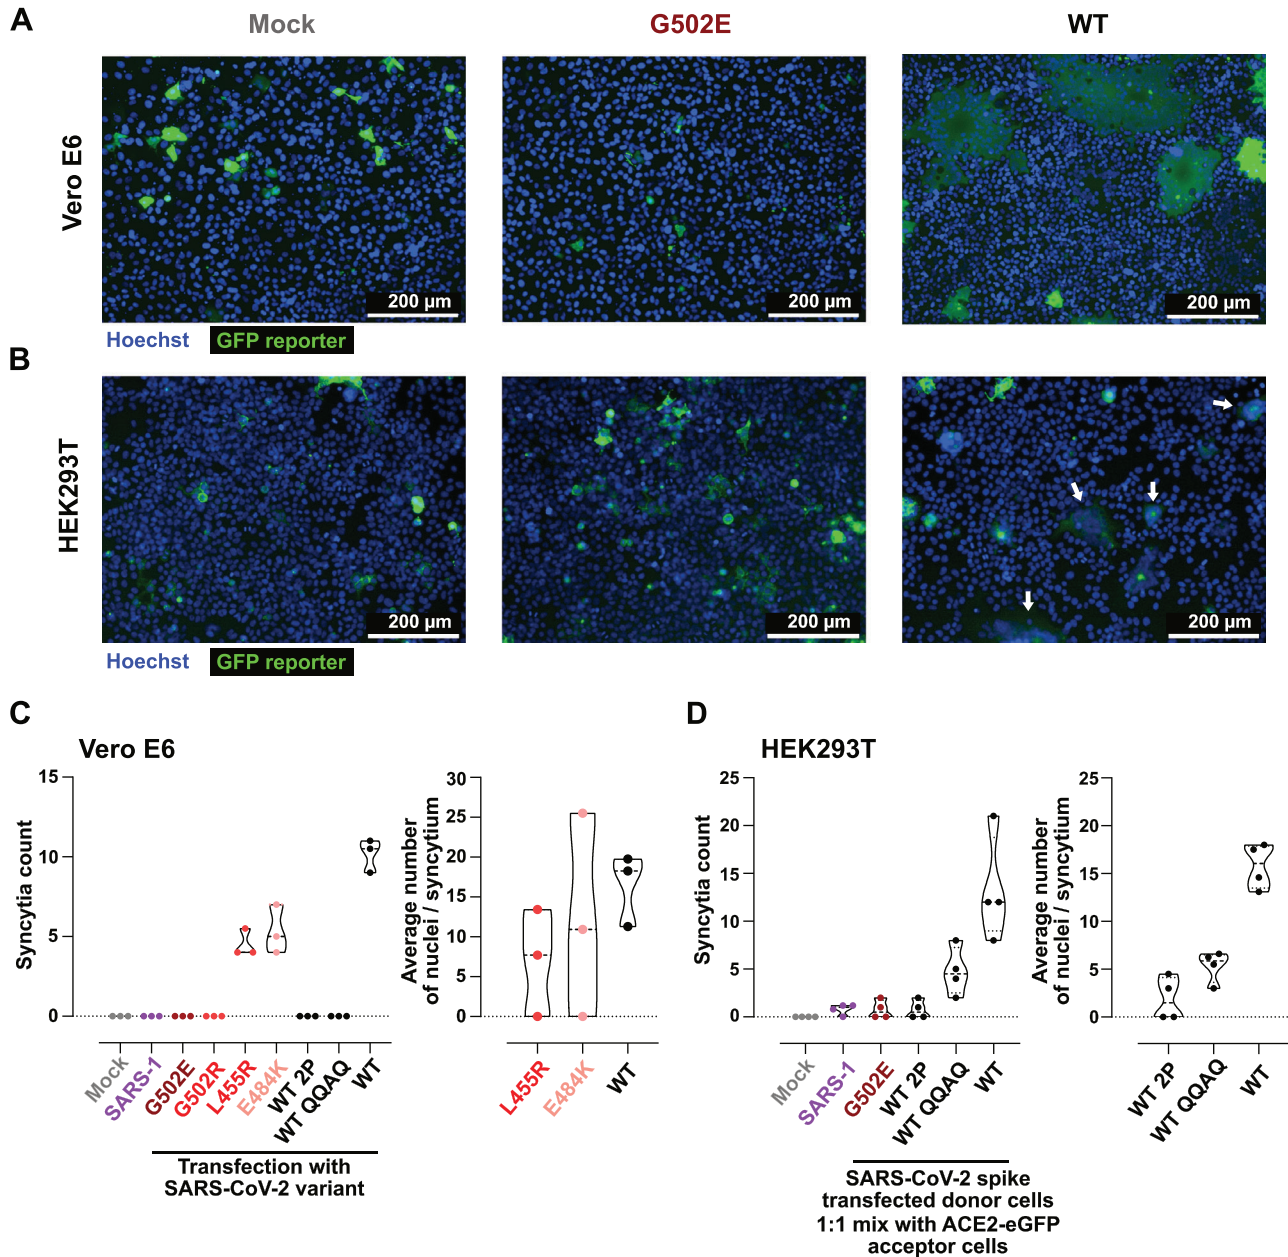 A
Mock
G502E
WT
Vero E6
200 µm
200 µm
200 µm
Hoechst
GFP reporter
B
HEK293T
200 µm
200 µm
200 µm
Hoechst
GFP reporter
C
Vero E6
Syncytia count
15
10
5
0
Mock
SARS-1
G502E
G502R
L455R
E484K
WT 2P
WT QQAQ
WT
Transfection with
SARS-CoV-2 variant
Average number
of nuclei / syncytium
30
25
20
15
10
5
0
L455R
E484K
WT
D
HEK293T
Syncytia count
25
20
15
10
5
0
Mock
SARS-1
G502E
WT 2P
WT QQAQ
WT
SARS-CoV-2 spike
transfected donor cells
1:1 mix with ACE2-eGFP
acceptor cells
Average number
of nuclei / syncytium
25
20
15
10
5
0
WT 2P
WT QQAQ
WT